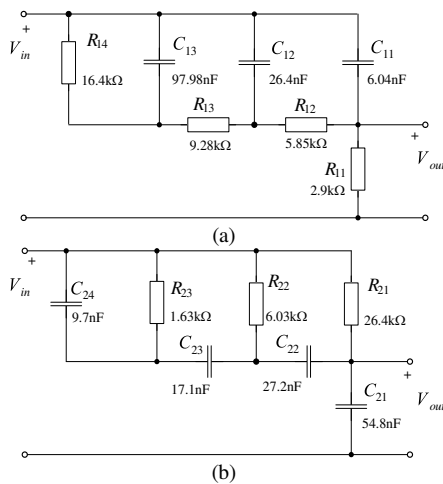 +
V_in
R_14
16.4kΩ
C_13
97.98nF
C_12
26.4nF
C_11
6.04nF
R_13
9.28kΩ
R_12
5.85kΩ
R_11
2.9kΩ
+
V_out
(a)
+
V_in
C_24
9.7nF
R_23
1.63kΩ
R_22
6.03kΩ
R_21
26.4kΩ
C_23
17.1nF
C_22
27.2nF
C_21
54.8nF
+
V_out
(b)